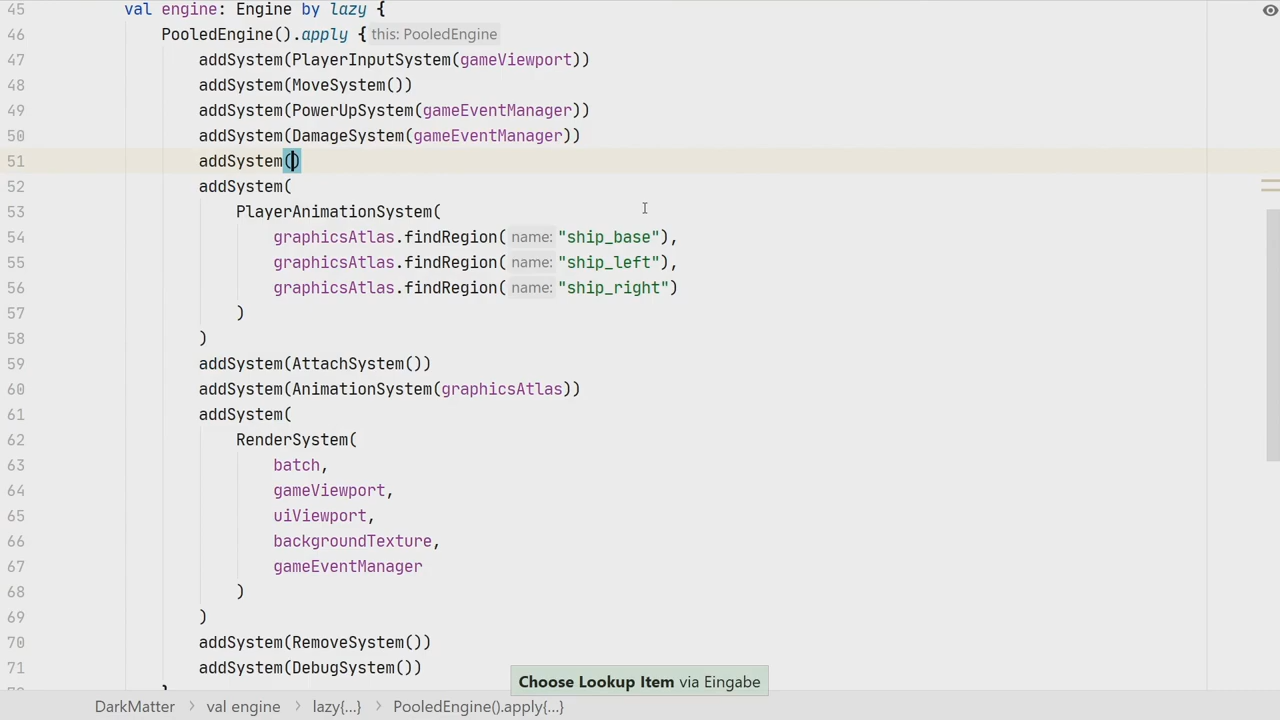 45 val engine: Engine by lazy {
46 PooledEngine().apply { this: PooledEngine
47 addSystem(PlayerInputSystem(gameViewport))
48 addSystem(MoveSystem())
49 addSystem(PowerUpSystem(gameEventManager))
50 addSystem(DamageSystem(gameEventManager))
51 addSystem()
52 addSystem(
53 PlayerAnimationSystem(
54 graphicsAtlas.findRegion( name: "ship_base"),
55 graphicsAtlas.findRegion( name: "ship_left"),
56 graphicsAtlas.findRegion( name: "ship_right")
57 )
58 )
59 addSystem(AttachSystem())
60 addSystem(AnimationSystem(graphicsAtlas))
61 addSystem(
62 RenderSystem(
63 batch,
64 gameViewport,
65 uiViewport,
66 backgroundTexture,
67 gameEventManager
68 )
69 )
70 addSystem(RemoveSystem())
71 addSystem(DebugSystem())
Choose Lookup Item via Eingabe
DarkMatter > val engine > lazy{...} > PooledEngine().apply{...}